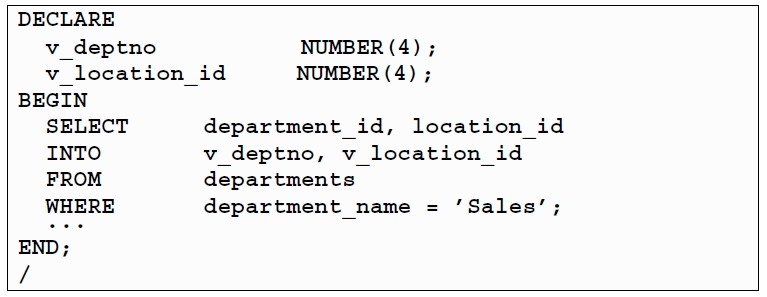 DECLARE
v_deptno NUMBER(4);
v_location_id NUMBER(4);
BEGIN
SELECT department_id, location_id
INTO v_deptno, v_location_id
FROM departments
WHERE department_name = ’Sales’;
...
END;
/